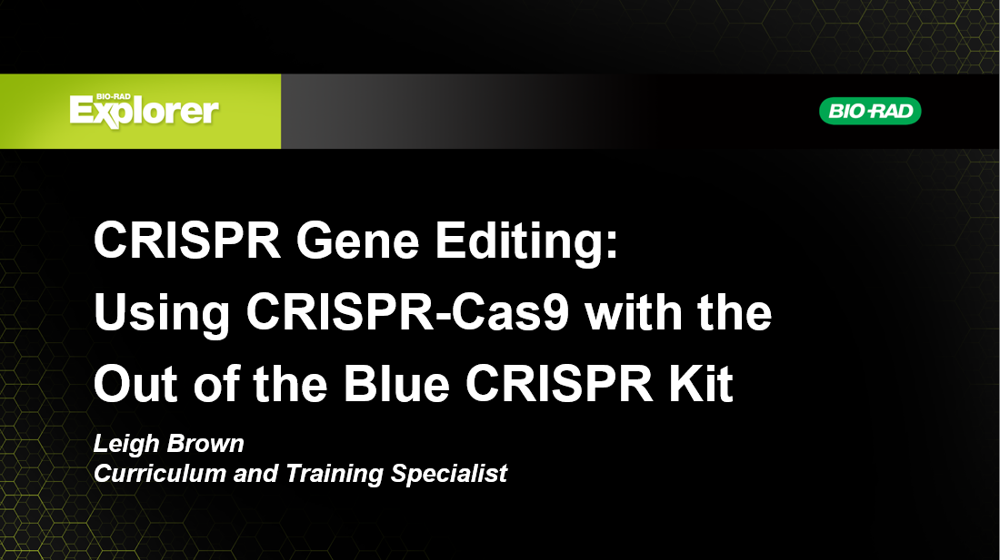 BIO-RAD
Explorer
BIO-RAD
CRISPR Gene Editing:
Using CRISPR-Cas9 with the
Out of the Blue CRISPR Kit
Leigh Brown
Curriculum and Training Specialist